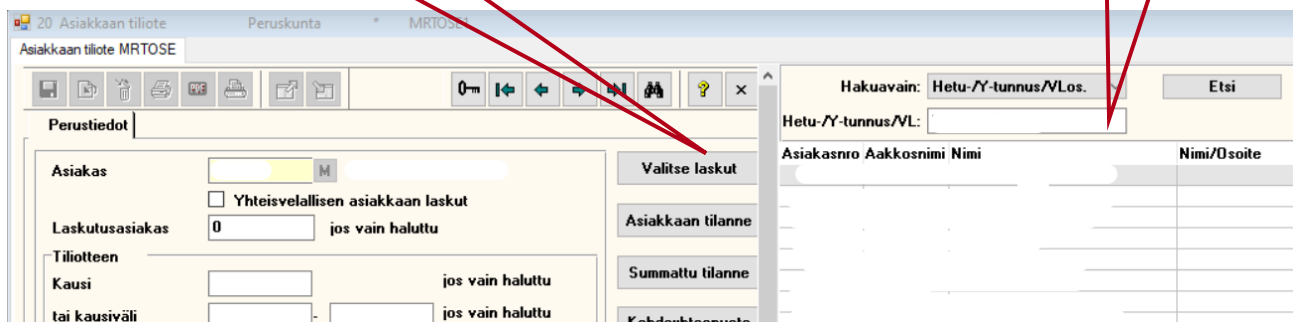 20 Asiakkaan tiliote Peruskunta * MRTOSE1
Asiakkaan tiliote MRTOSE
Perustiedot
Asiakas M
Yhteisvelallisen asiakkaan laskut
Laskutusasiakas 0 jos vain haluttu
Tiliotteen
Kausi jos vain haluttu
tai kausiväli - jos vain haluttu
Valitse laskut
Asiakkaan tilanne
Summattu tilanne
Hakuavain: Hetu-/Y-tunnus/VLos. Etsi
Hetu-/Y-tunnus/VL:
Asiakasnro Aakkosnimi Nimi Nimi/Osoite